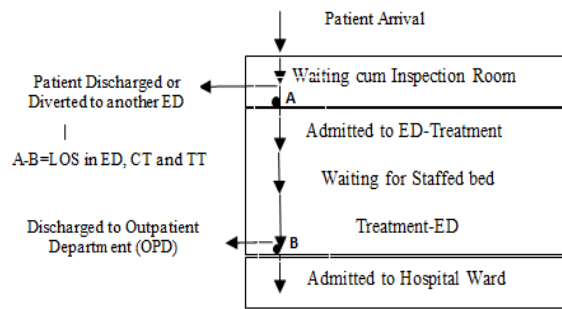 Patient Arrival
Waiting cum Inspection Room
Patient Discharged or
Diverted to another ED
A
Admitted to ED-Treatment
A-B=LOS in ED, CT and TT
Waiting for Staffed bed
Discharged to Outpatient
Department (OPD)
Treatment-ED
B
Admitted to Hospital Ward